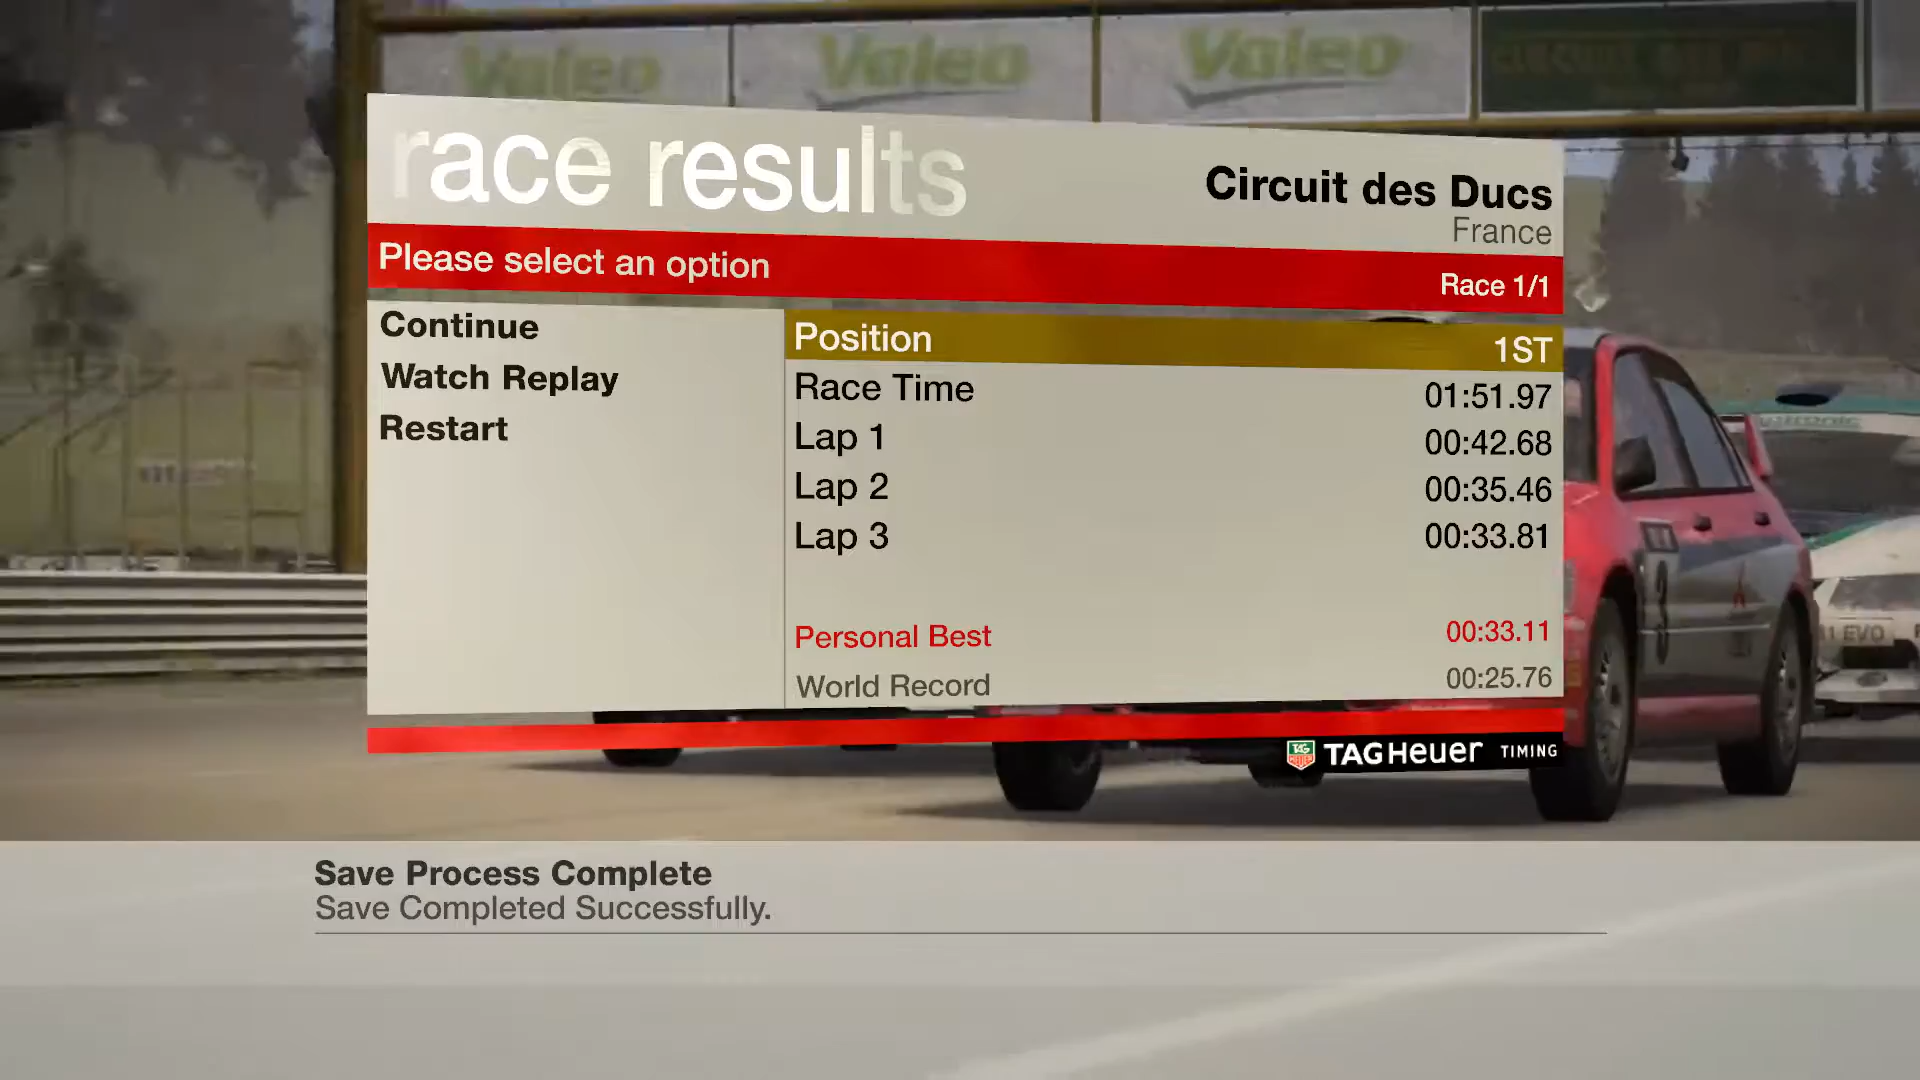 Valeo Valeo Valeo
race results
Circuit des Ducs
France
Please select an option
Race 1/1
Continue
Watch Replay
Restart
Position 1ST
Race Time 01:51.97
Lap 1 00:42.68
Lap 2 00:35.46
Lap 3 00:33.81
Personal Best 00:33.11
World Record 00:25.76
TAG HEUER
TAGHeuer TIMING
3
EVO
Save Process Complete
Save Completed Successfully.